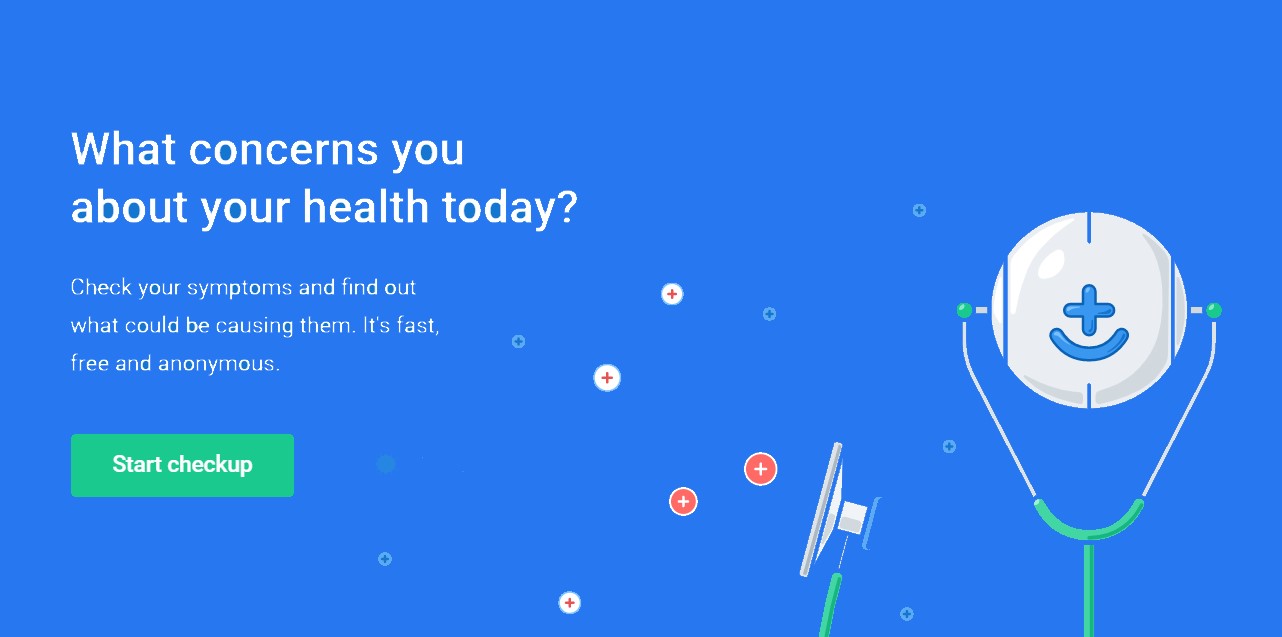 What concerns you
about your health today?
Check your symptoms and find out
what could be causing them. It's fast,
free and anonymous.
Start checkup